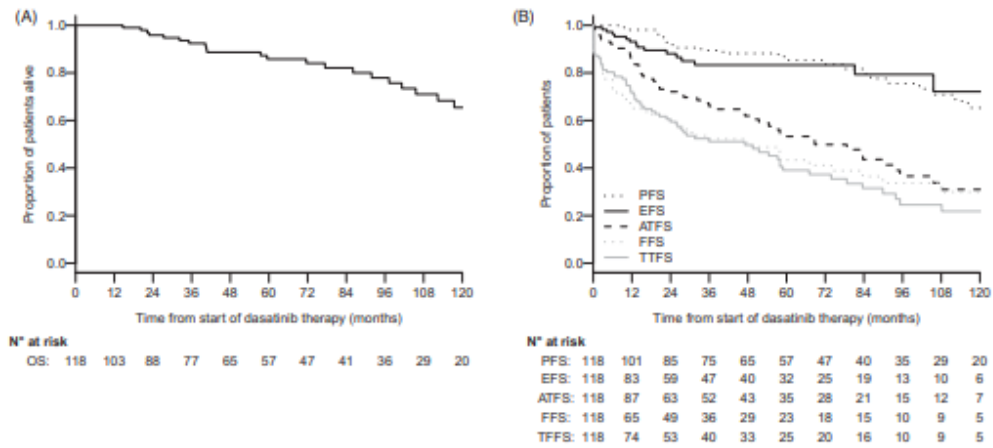 (A)
Proportion of patients alive
1.0
0.8
0.6
0.4
0.2
0.0
0 12 24 36 48 60 72 84 96 108 120
Time from start of dasatinib therapy (months)
N° at risk
OS: 118 103 88 77 65 57 47 41 36 29 20
(B)
Proportion of patients
1.0
0.8
0.6
0.4
0.2
0.0
PFS
EFS
ATFS
FFS
TTFS
0 12 24 36 48 60 72 84 96 108 120
Time from start of dasatinib therapy (months)
N° at risk
PFS: 118 101 85 75 65 57 47 40 35 29 20
EFS: 118 83 59 47 40 32 25 19 13 10 6
ATFS: 118 87 63 52 43 35 28 21 15 12 7
FFS: 118 65 49 36 29 23 18 15 10 9 5
TFFS: 118 74 53 40 33 25 20 16 10 9 5